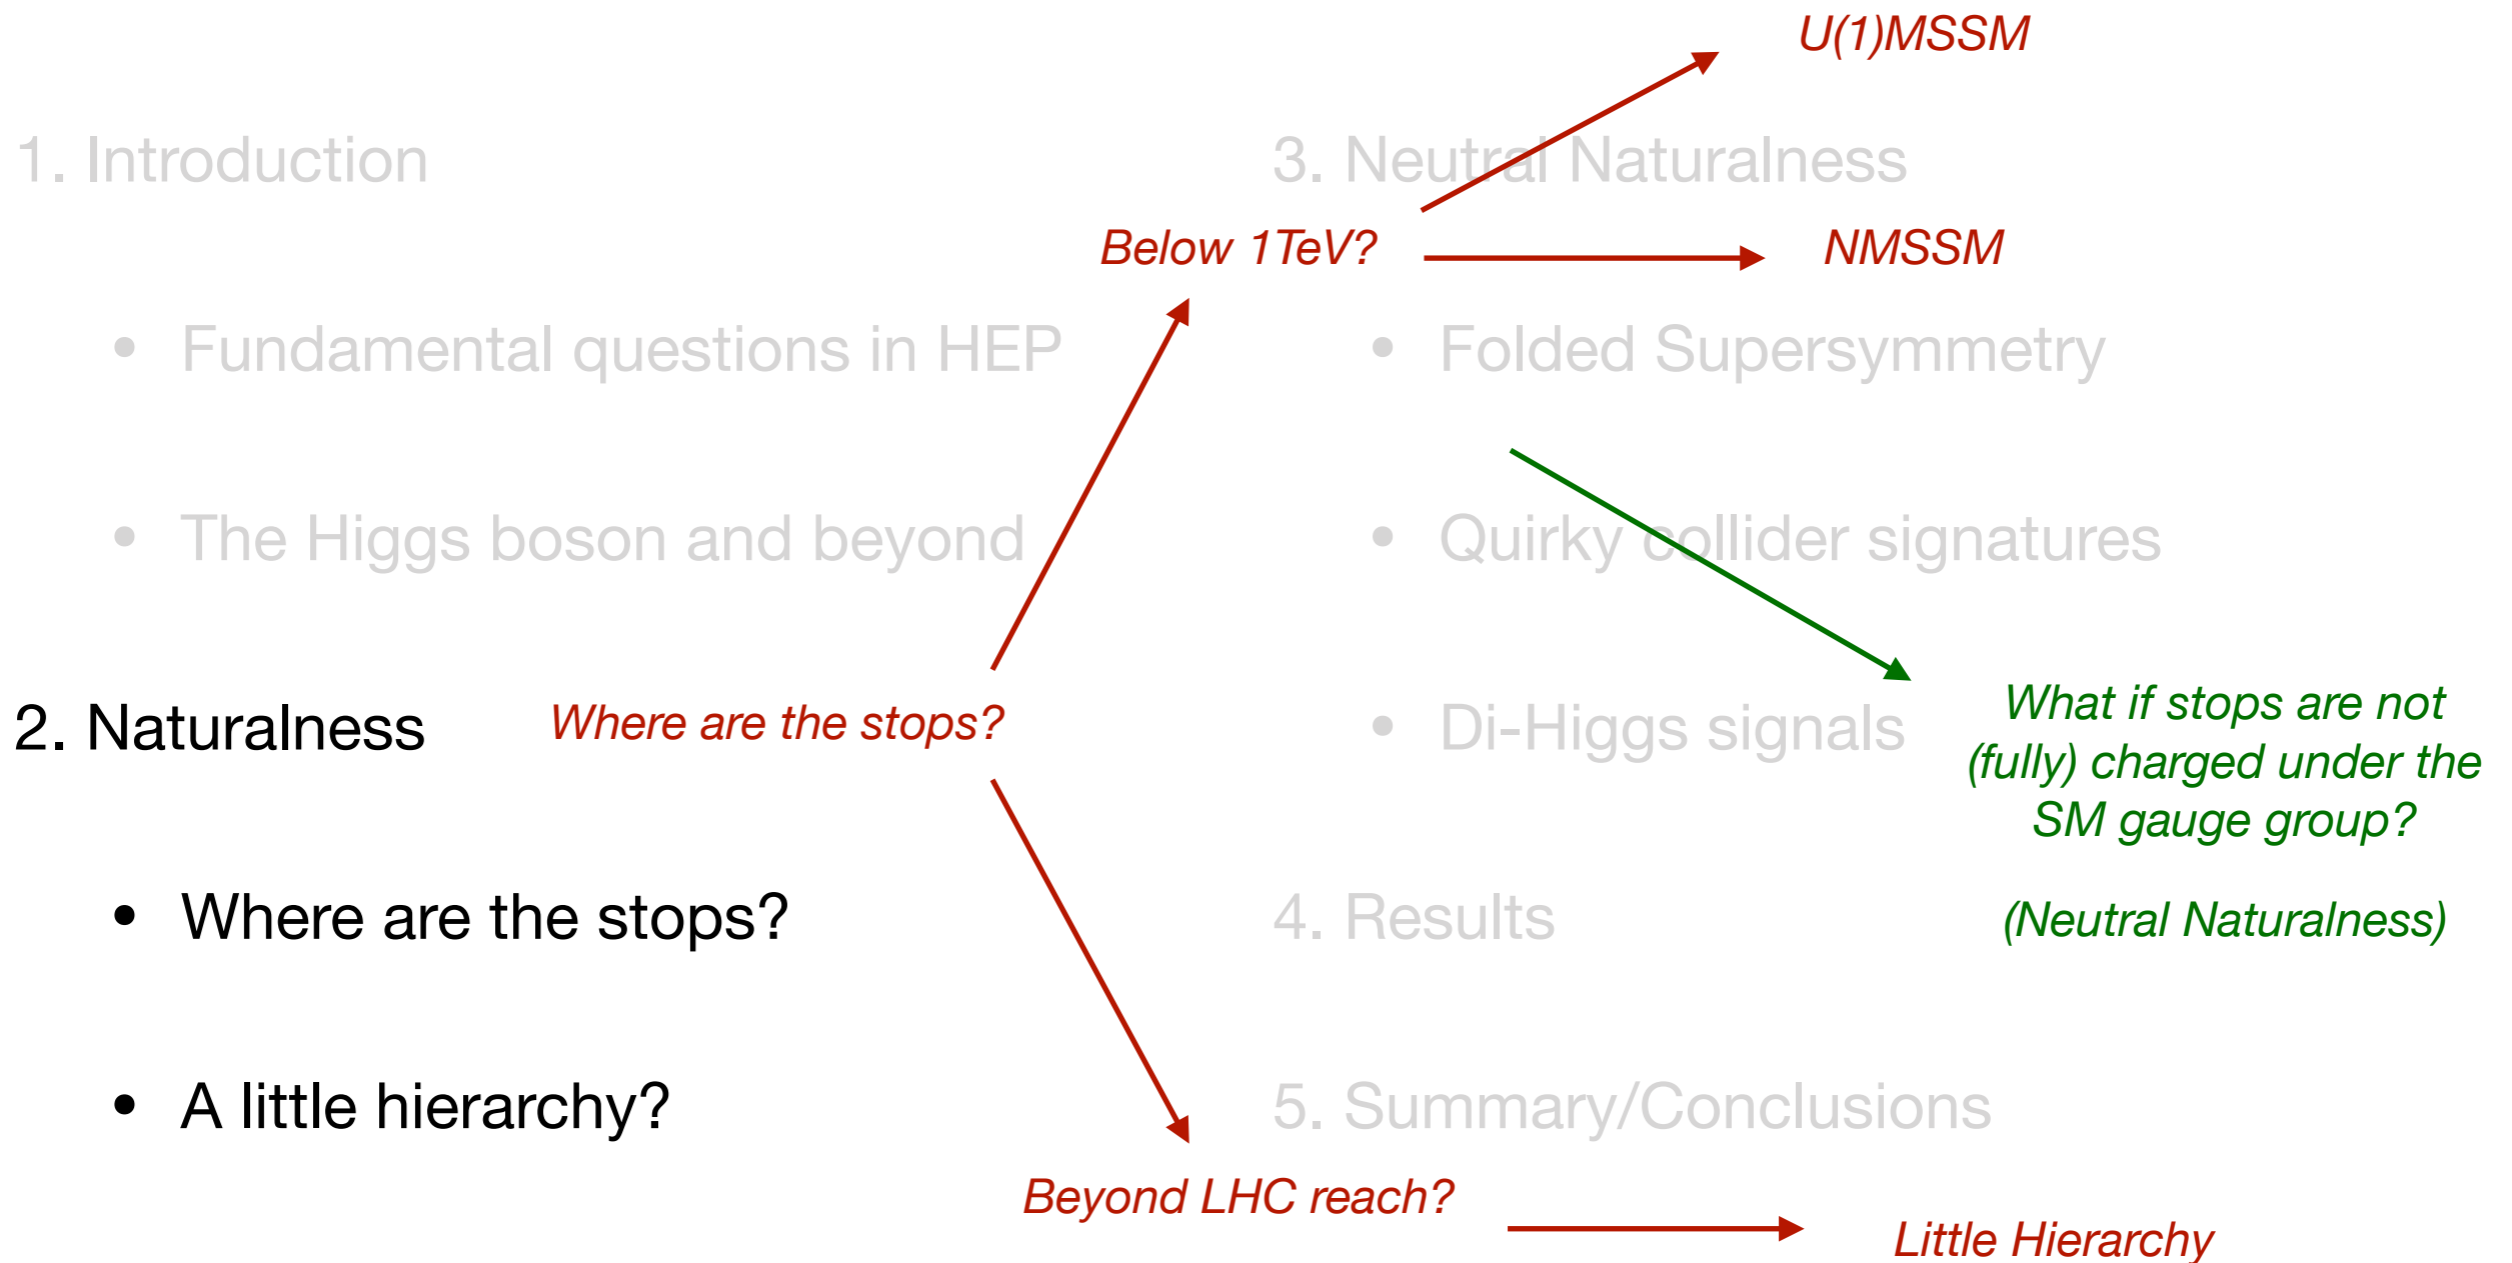 1. Introduction
• Fundamental questions in HEP
• The Higgs boson and beyond
2. Naturalness
• Where are the stops?
• A little hierarchy?
3. Neutral Naturalness
• Folded Supersymmetry
• Quirky collider signatures
• Di-Higgs signals
4. Results
5. Summary/Conclusions
Where are the stops?
Below 1TeV?
U(1)MSSM
NMSSM
What if stops are not
(fully) charged under the
SM gauge group?
(Neutral Naturalness)
Beyond LHC reach?
Little Hierarchy